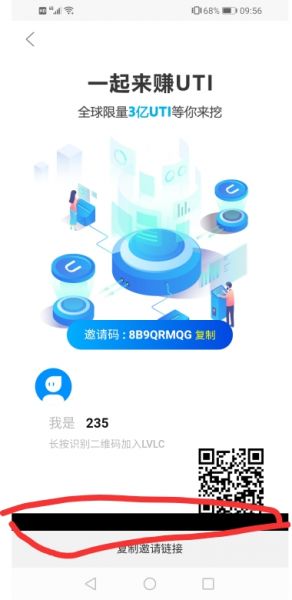 68% 09:56
一起来赚UTI
全球限量3亿UTI等你来挖
邀请码 : 8B9QRMQG 复制
我是 235
长按识别二维码加入LVLC
复制邀请链接